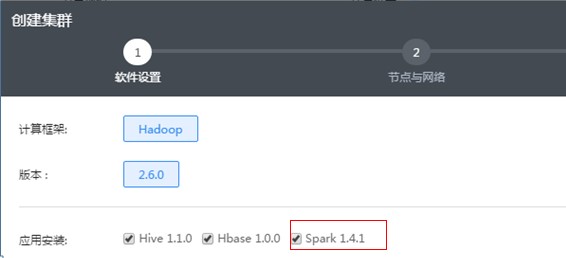 创建集群
1 2
软件设置 节点与网络
计算框架: Hadoop
版本： 2.6.0
应用安装: Hive 1.1.0 Hbase 1.0.0 Spark 1.4.1